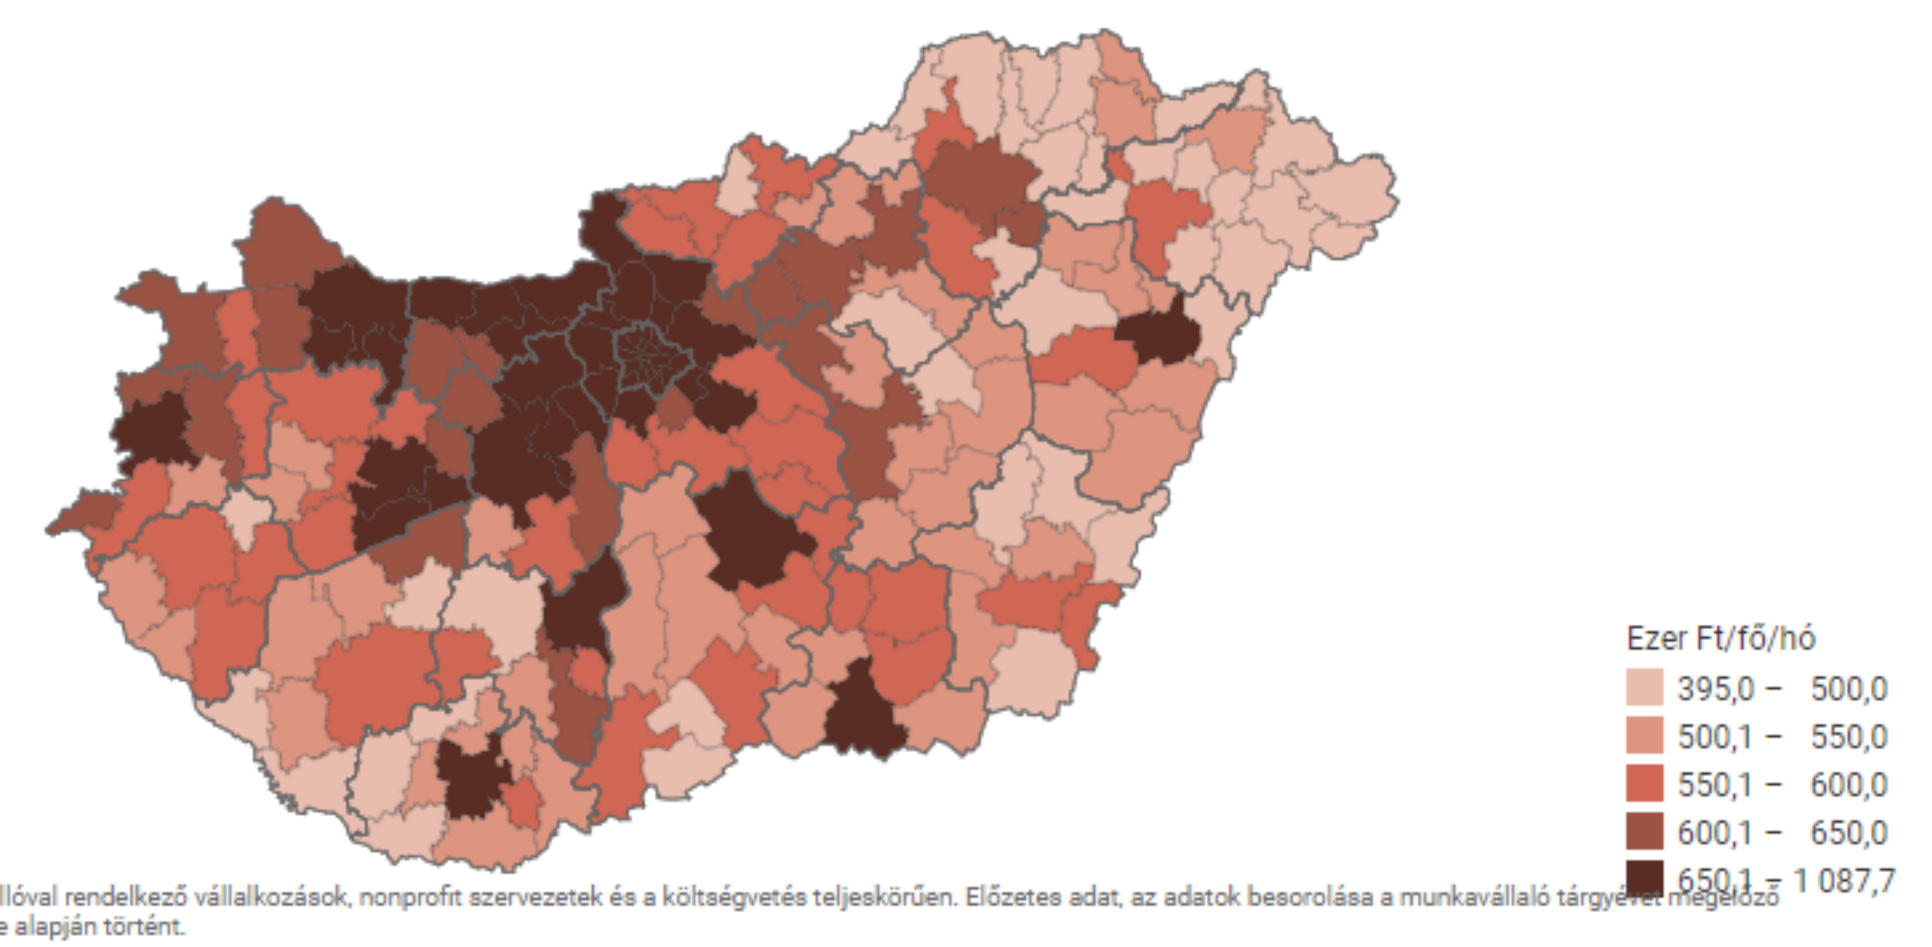 Ezer Ft/fő/hó
395,0 – 500,0
500,1 – 550,0
550,1 – 600,0
600,1 – 650,0
650,1 – 1 087,7
llóval rendelkező vállalkozások, nonprofit szervezetek és a költségvetés teljeskörűen. Előzetes adat, az adatok besorolása a munkavállaló tárgyévet megelőző
e alapján történt.